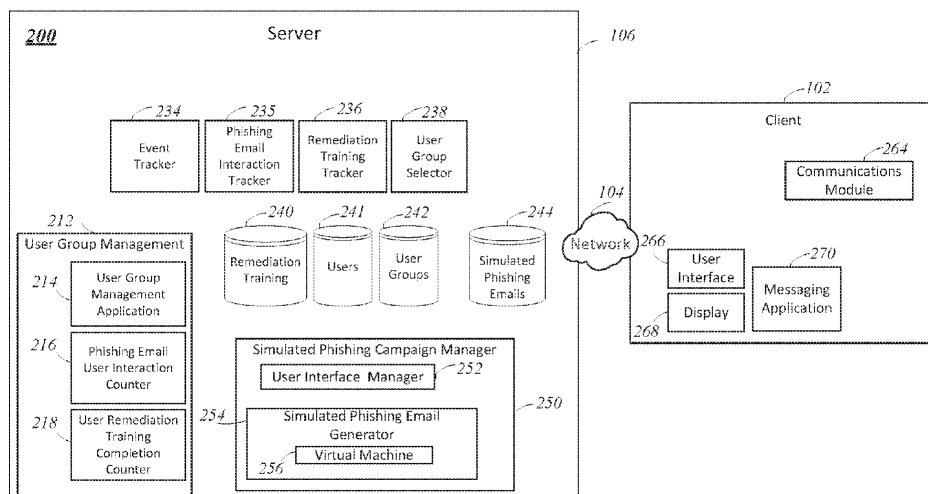 200
Server
106
234
235
236
238
Event
Tracker
Phishing
Email
Interaction
Tracker
Remediation
Training
Tracker
User
Group
Selector
102
Client
264
Communications
Module
104
Network
240
241
242
244
Remediation
Training
Users
User
Groups
Simulated
Phishing
Emails
266
User
Interface
268
Display
270
Messaging
Application
212
User Group Management
214
User Group
Management
Application
216
Phishing Email
User Interaction
Counter
218
User Remediation
Training
Completion
Counter
Simulated Phishing Campaign Manager
User Interface Manager
252
250
254
Simulated Phishing Email
Generator
256
Virtual Machine